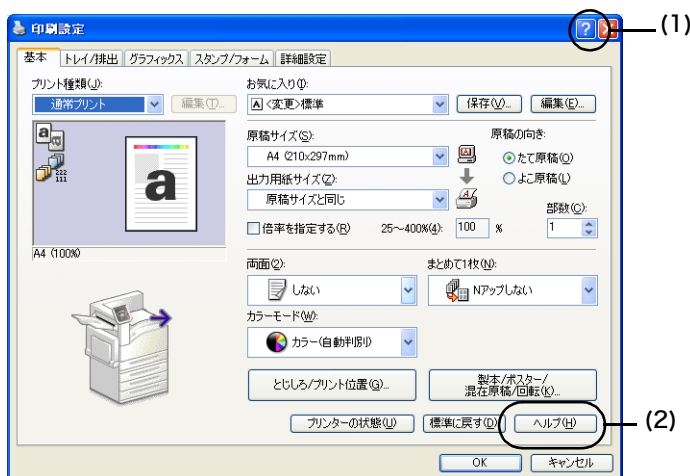 印刷設定
?
(1)
基本 トレイ/排出 グラフィックス スタンプ/フォーム 詳細設定
プリント種類(J):
通常プリント 編集(T)...
お気に入り(I):
A <変更>標準 保存(V)... 編集(E)...
a
a
222
111
a
A4 (100%)
原稿サイズ(S):
A4 (210x297mm)
出力用紙サイズ(Z):
原稿サイズと同じ
原稿の向き:
たて原稿(O)
よこ原稿(L)
倍率を指定する(R) 25~400%(4): 100 %
部数(C):
1
両面(2):
しない
まとめて1枚(N):
Nアップしない
カラーモード(W):
カラー(自動判別)
とじしろ/プリント位置(G)...
製本/ポスター/
混在原稿/回転(K)...
プリンターの状態(U) 標準に戻す(D) ヘルプ(H)
(2)
OK キャンセル